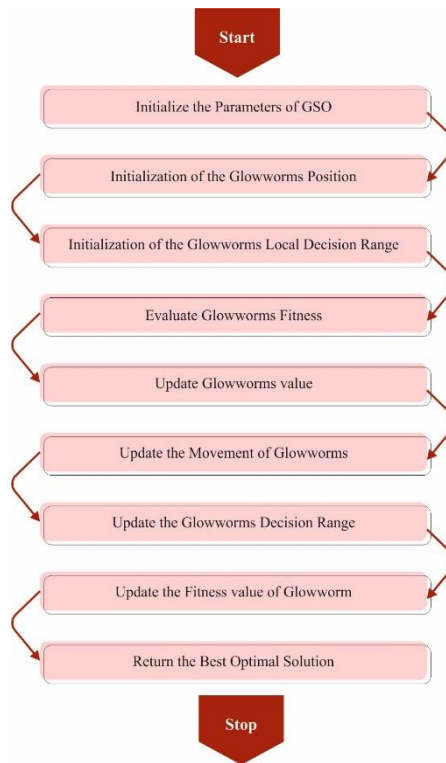 Start
Initialize the Parameters of GSO
Initialization of the Glowworms Position
Initialization of the Glowworms Local Decision Range
Evaluate Glowworms Fitness
Update Glowworms value
Update the Movement of Glowworms
Update the Glowworms Decision Range
Update the Fitness value of Glowworm
Return the Best Optimal Solution
Stop